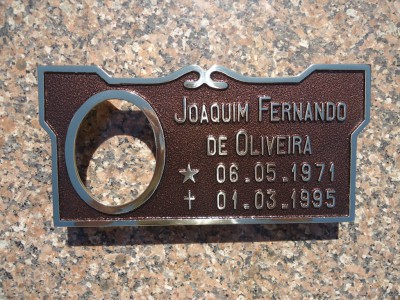 Joaquim Fernando
de Oliveira
★ 06.05.1971
✝ 01.03.1995